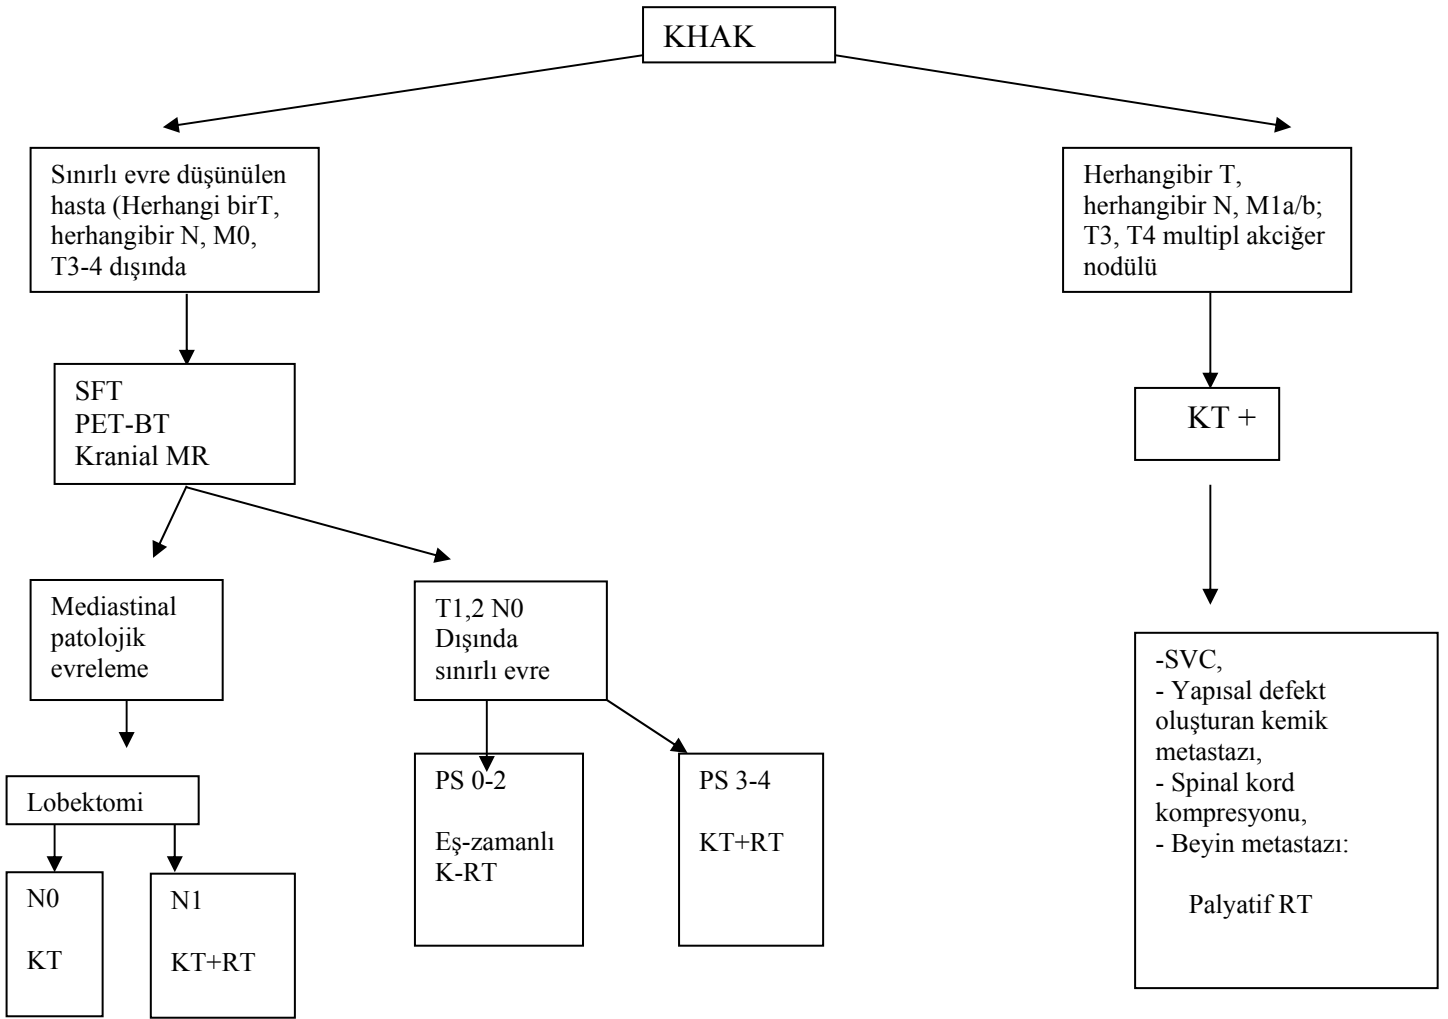 KHAK
Sınırlı evre düşünülen
hasta (Herhangi birT,
herhangibir N, M0,
T3-4 dışında
Herhangibir T,
herhangibir N, M1a/b;
T3, T4 multipl akciğer
nodülü
SFT
PET-BT
Kranial MR
KT +
Mediastinal
patolojik
evreleme
T1,2 N0
Dışında
sınırlı evre
-SVC,
- Yapısal defekt
oluşturan kemik
metastazı,
- Spinal kord
kompresyonu,
- Beyin metastazı:
Palyatif RT
Lobektomi
PS 0-2
Eş-zamanlı
K-RT
PS 3-4
KT+RT
N0
KT
N1
KT+RT